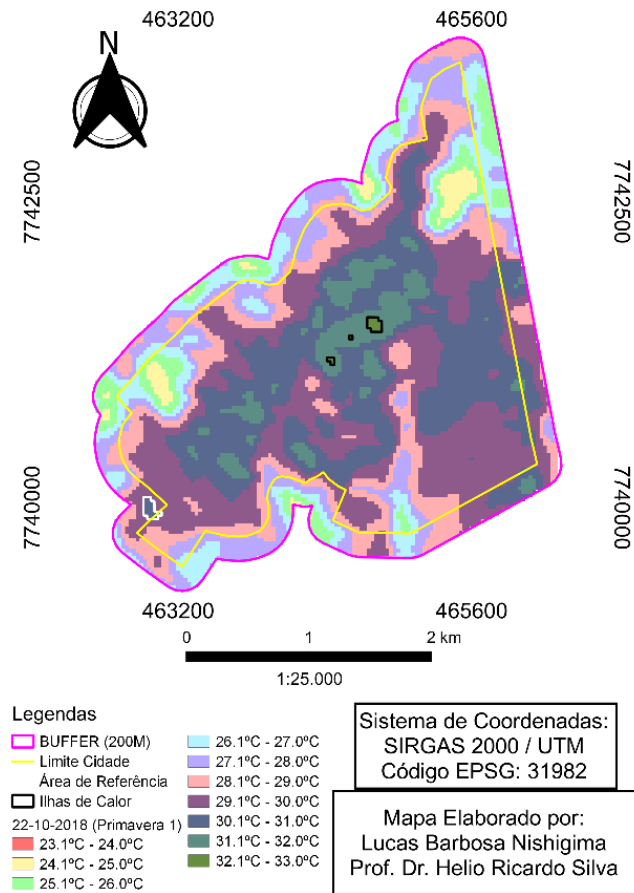 463200 465600
N
7742500 7742500
7740000 7740000
463200 465600
0 1 2 km
1:25.000
Legendas
BUFFER (200M)
Limite Cidade
Área de Referência
Ilhas de Calor
22-10-2018 (Primavera 1)
23.1ºC - 24.0ºC
24.1ºC - 25.0ºC
25.1ºC - 26.0ºC
26.1ºC - 27.0ºC
27.1ºC - 28.0ºC
28.1ºC - 29.0ºC
29.1ºC - 30.0ºC
30.1ºC - 31.0ºC
31.1ºC - 32.0ºC
32.1ºC - 33.0ºC
Sistema de Coordenadas:
SIRGAS 2000 / UTM
Código EPSG: 31982
Mapa Elaborado por:
Lucas Barbosa Nishigima
Prof. Dr. Helio Ricardo Silva